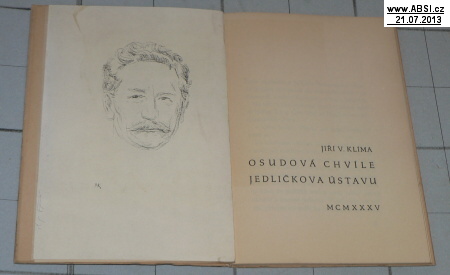 www.ABSI.cz
21.07.2013
JIŘÍ V. KLÍMA
OSUDOVÁ CHVÍLE
JEDLIČKOVA ÚSTAVU
MCMXXXV